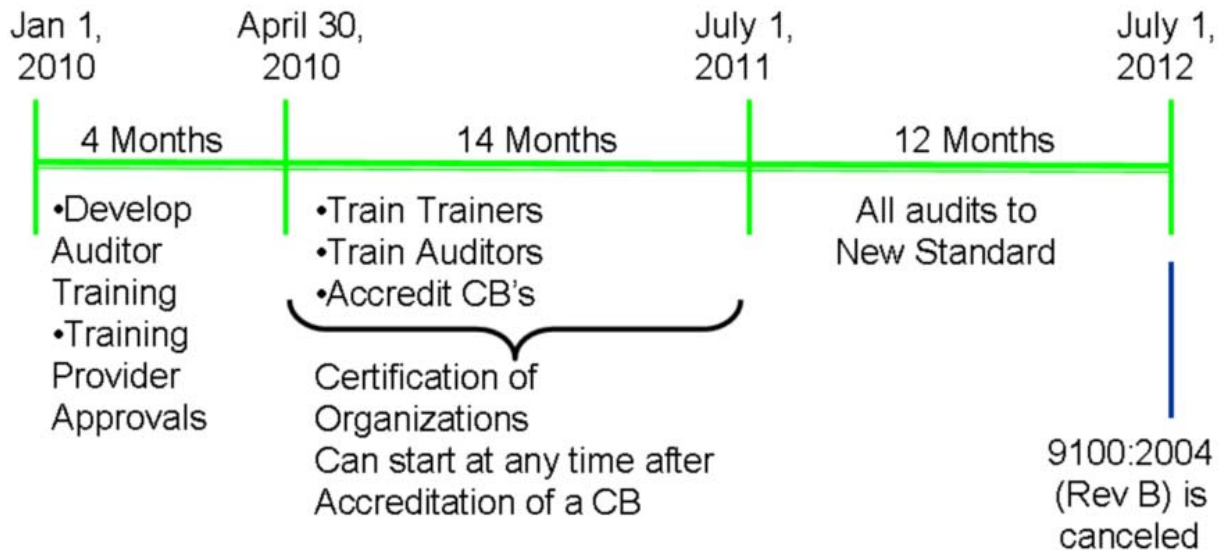 Jan 1,
2010
April 30,
2010
July 1,
2011
July 1,
2012
4 Months
14 Months
12 Months
•Develop
Auditor
Training
•Training
Provider
Approvals
•Train Trainers
•Train Auditors
•Accredit CB's
Certification of
Organizations
Can start at any time after
Accreditation of a CB
All audits to
New Standard
9100:2004
(Rev B) is
canceled